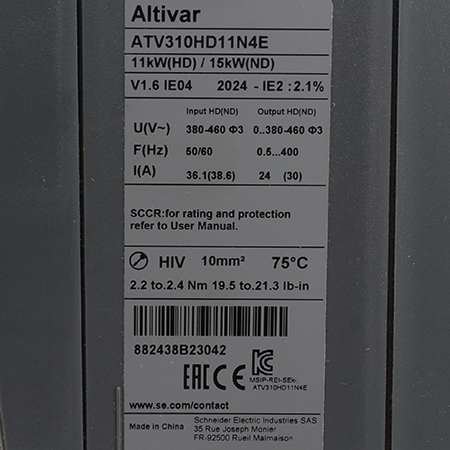 Altivar
ATV310HD11N4E
11kW(HD) / 15kW(ND)
V1.6 IE04 2024 - IE2 : 2.1%
Input HD(ND) Output HD(ND)
U(V~) 380-460 Φ3 0..380-460 Φ3
F(Hz) 50/60 0.5...400
I(A) 36.1(38.6) 24 (30)
SCCR:for rating and protection
refer to User Manual.
HIV 10mm² 75°C
2.2 to.2.4 Nm 19.5 to.21.3 lb-in
882438B23042
EAC CE
MSIP-REI-SEk-
ATV310HD11N4E
www.se.com/contact
Made in China
Schneider Electric Industries SAS
35 Rue Joseph Monier
FR-92500 Rueil Malmaison